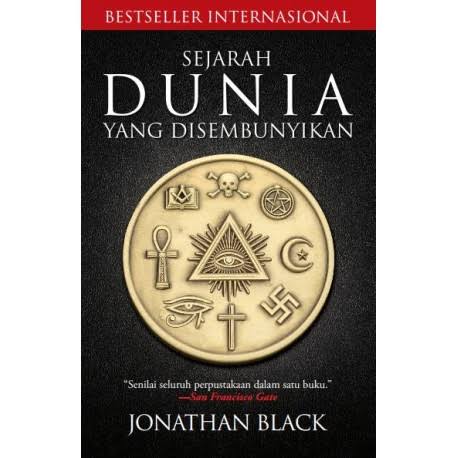 BESTSELLER INTERNASIONAL
SEJARAH
DUNIA
YANG DISEMBUNYIKAN
“Senilai seluruh perpustakaan dalam satu buku.”
—San Francisco Gate
JONATHAN BLACK